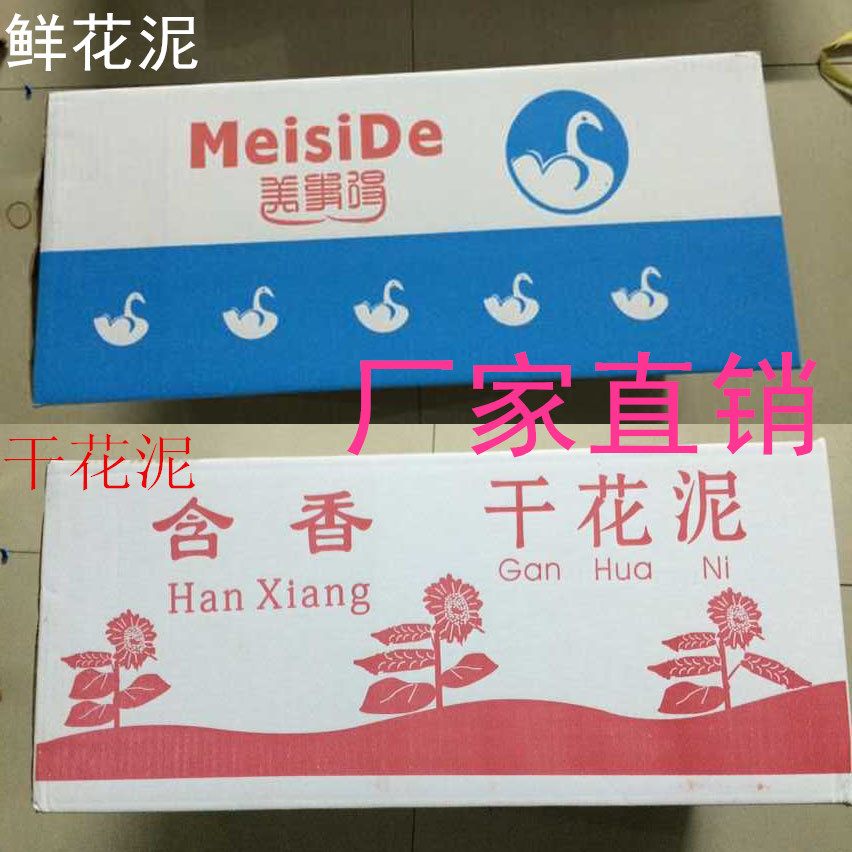 鲜花泥
MeisiDe
美事得
厂家直销
干花泥
含香 干花泥
Han Xiang Gan Hua Ni